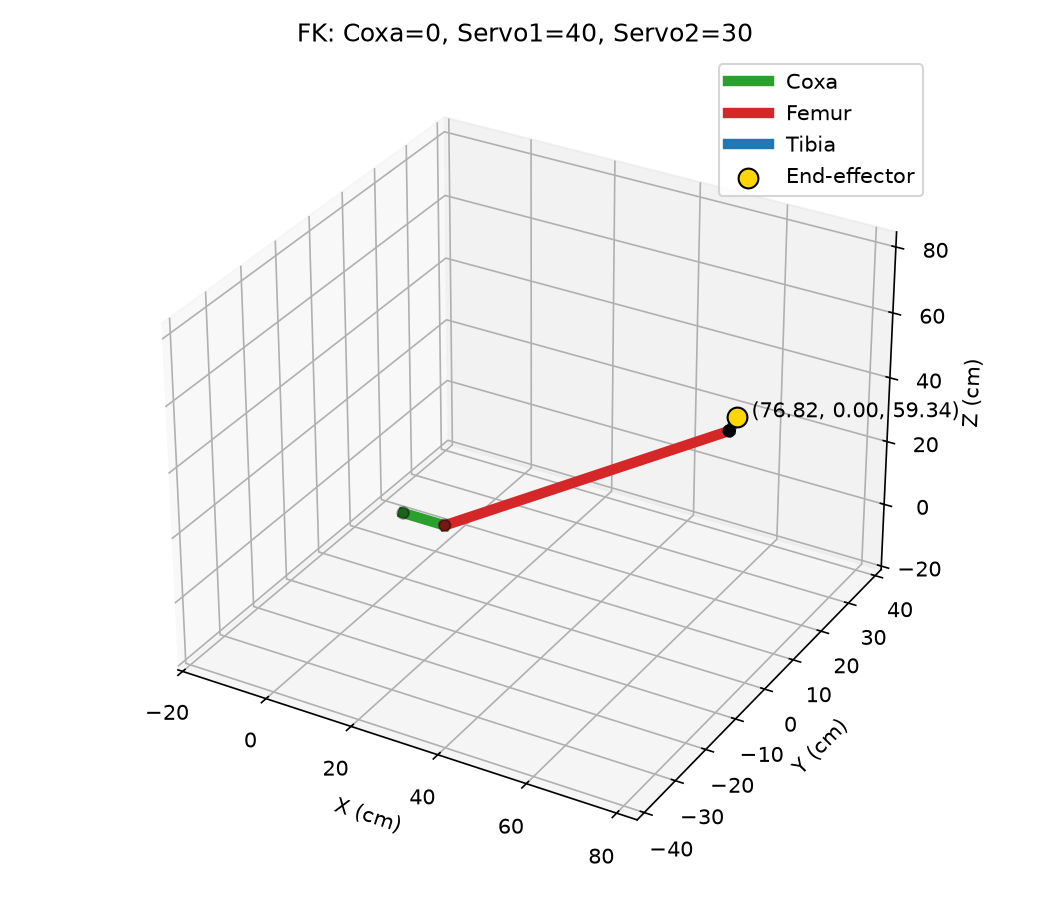 FK: Coxa=0, Servo1=40, Servo2=30
Coxa
Femur
Tibia
End-effector
80
60
40
20
0
−20
Z (cm)
(76.82, 0.00, 59.34)
40
30
20
10
0
−10
−20
−30
−40
Y (cm)
−20
0
20
40
60
80
X (cm)